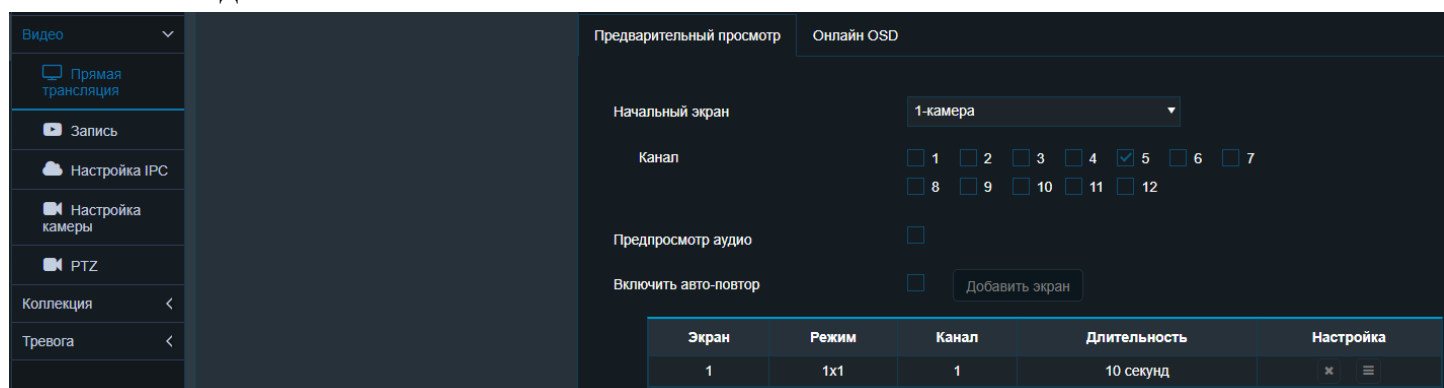 Видео
Прямая
трансляция
Запись
Настройка IPC
Настройка
камеры
PTZ
Коллекция
Тревога
Предварительный просмотр Онлайн OSD
Начальный экран 1-камера
Канал 1 2 3 4 5 6 7
8 9 10 11 12
Предпросмотр аудио
Включить авто-повтор Добавить экран
Экран Режим Канал Длительность Настройка
1 1x1 1 10 секунд